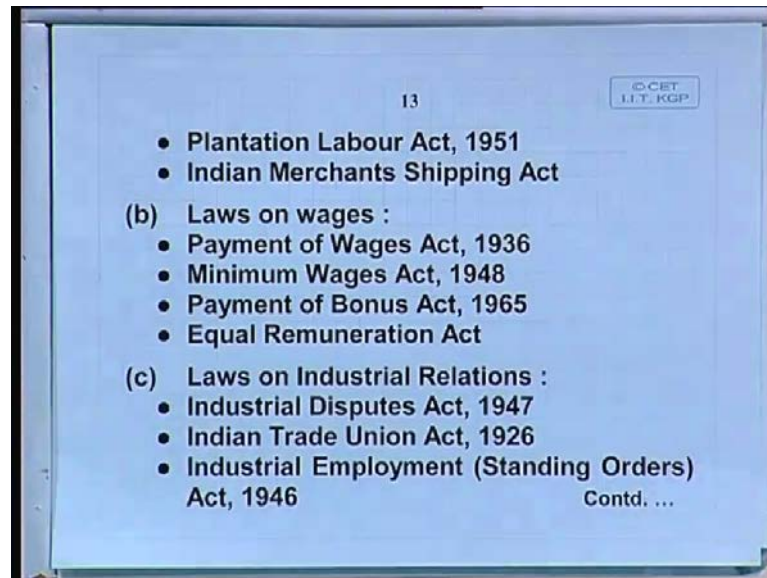 13
© CET
I.I.T. KGP
• Plantation Labour Act, 1951
• Indian Merchants Shipping Act
(b) Laws on wages :
• Payment of Wages Act, 1936
• Minimum Wages Act, 1948
• Payment of Bonus Act, 1965
• Equal Remuneration Act
(c) Laws on Industrial Relations :
• Industrial Disputes Act, 1947
• Indian Trade Union Act, 1926
• Industrial Employment (Standing Orders)
Act, 1946 Contd. ...